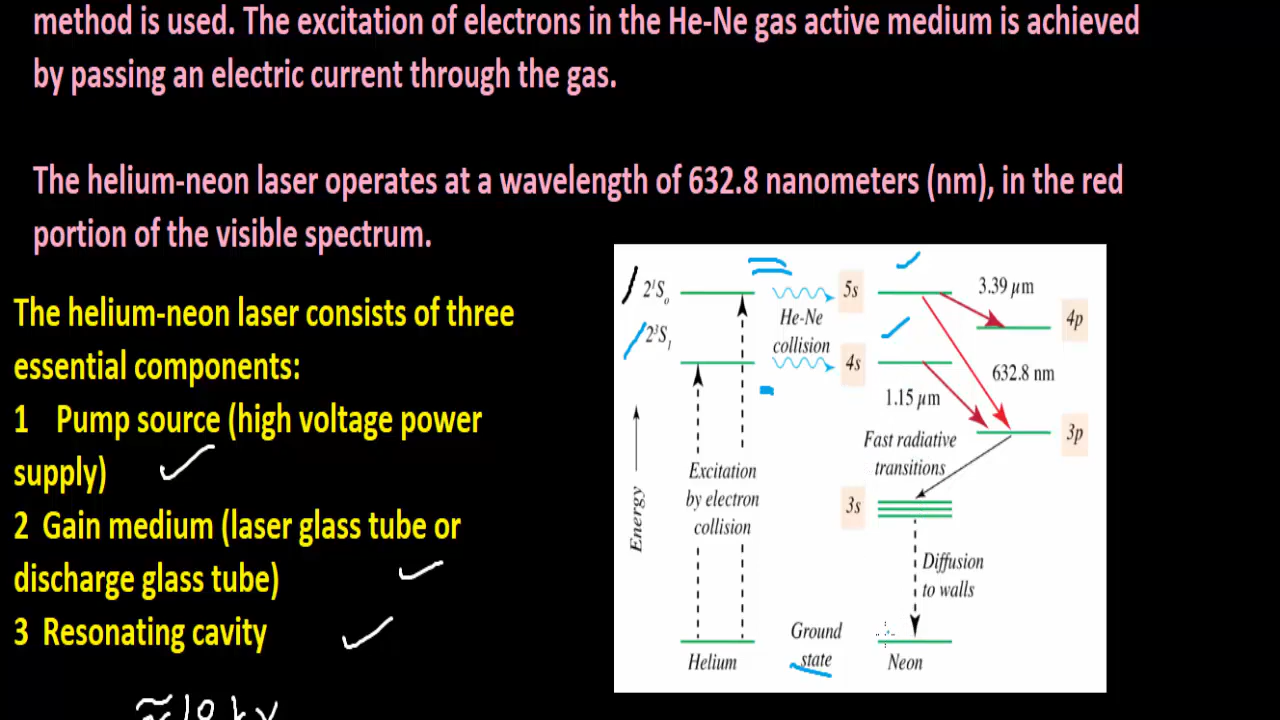 method is used. The excitation of electrons in the He-Ne gas active medium is achieved
by passing an electric current through the gas.
The helium-neon laser operates at a wavelength of 632.8 nanometers (nm), in the red
portion of the visible spectrum.
The helium-neon laser consists of three
essential components:
1 Pump source (high voltage power
supply)
2 Gain medium (laser glass tube or
discharge glass tube)
3 Resonating cavity
≈10 kv
2¹S₀
5s
3.39 μm
4p
He-Ne
collision
2³S₁
4s
632.8 nm
1.15 μm
3p
Fast radiative
transitions
Energy
Excitation
by electron
collision
3s
Diffusion
to walls
Ground
state
Helium
Neon